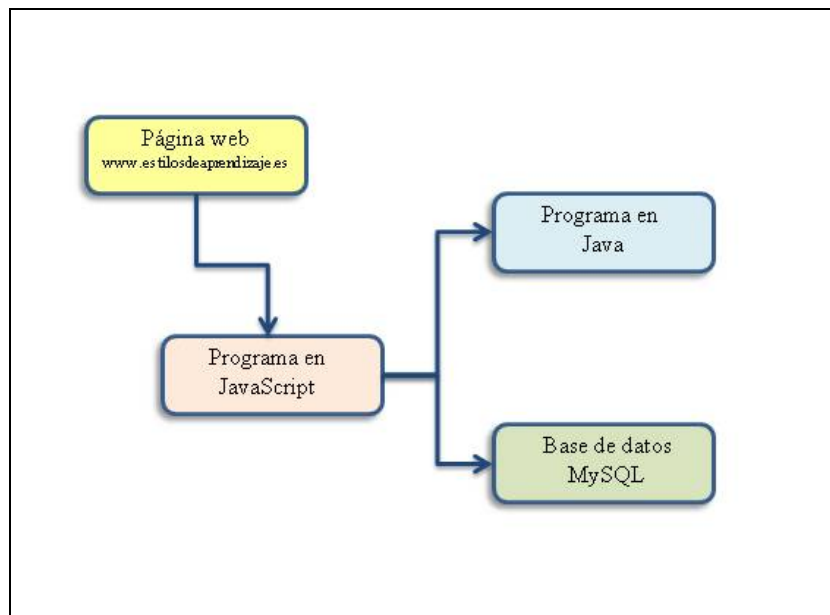 Página web
www.estilosdeaprendizaje.es
Programa en
Java
Programa en
JavaScript
Base de datos
MySQL